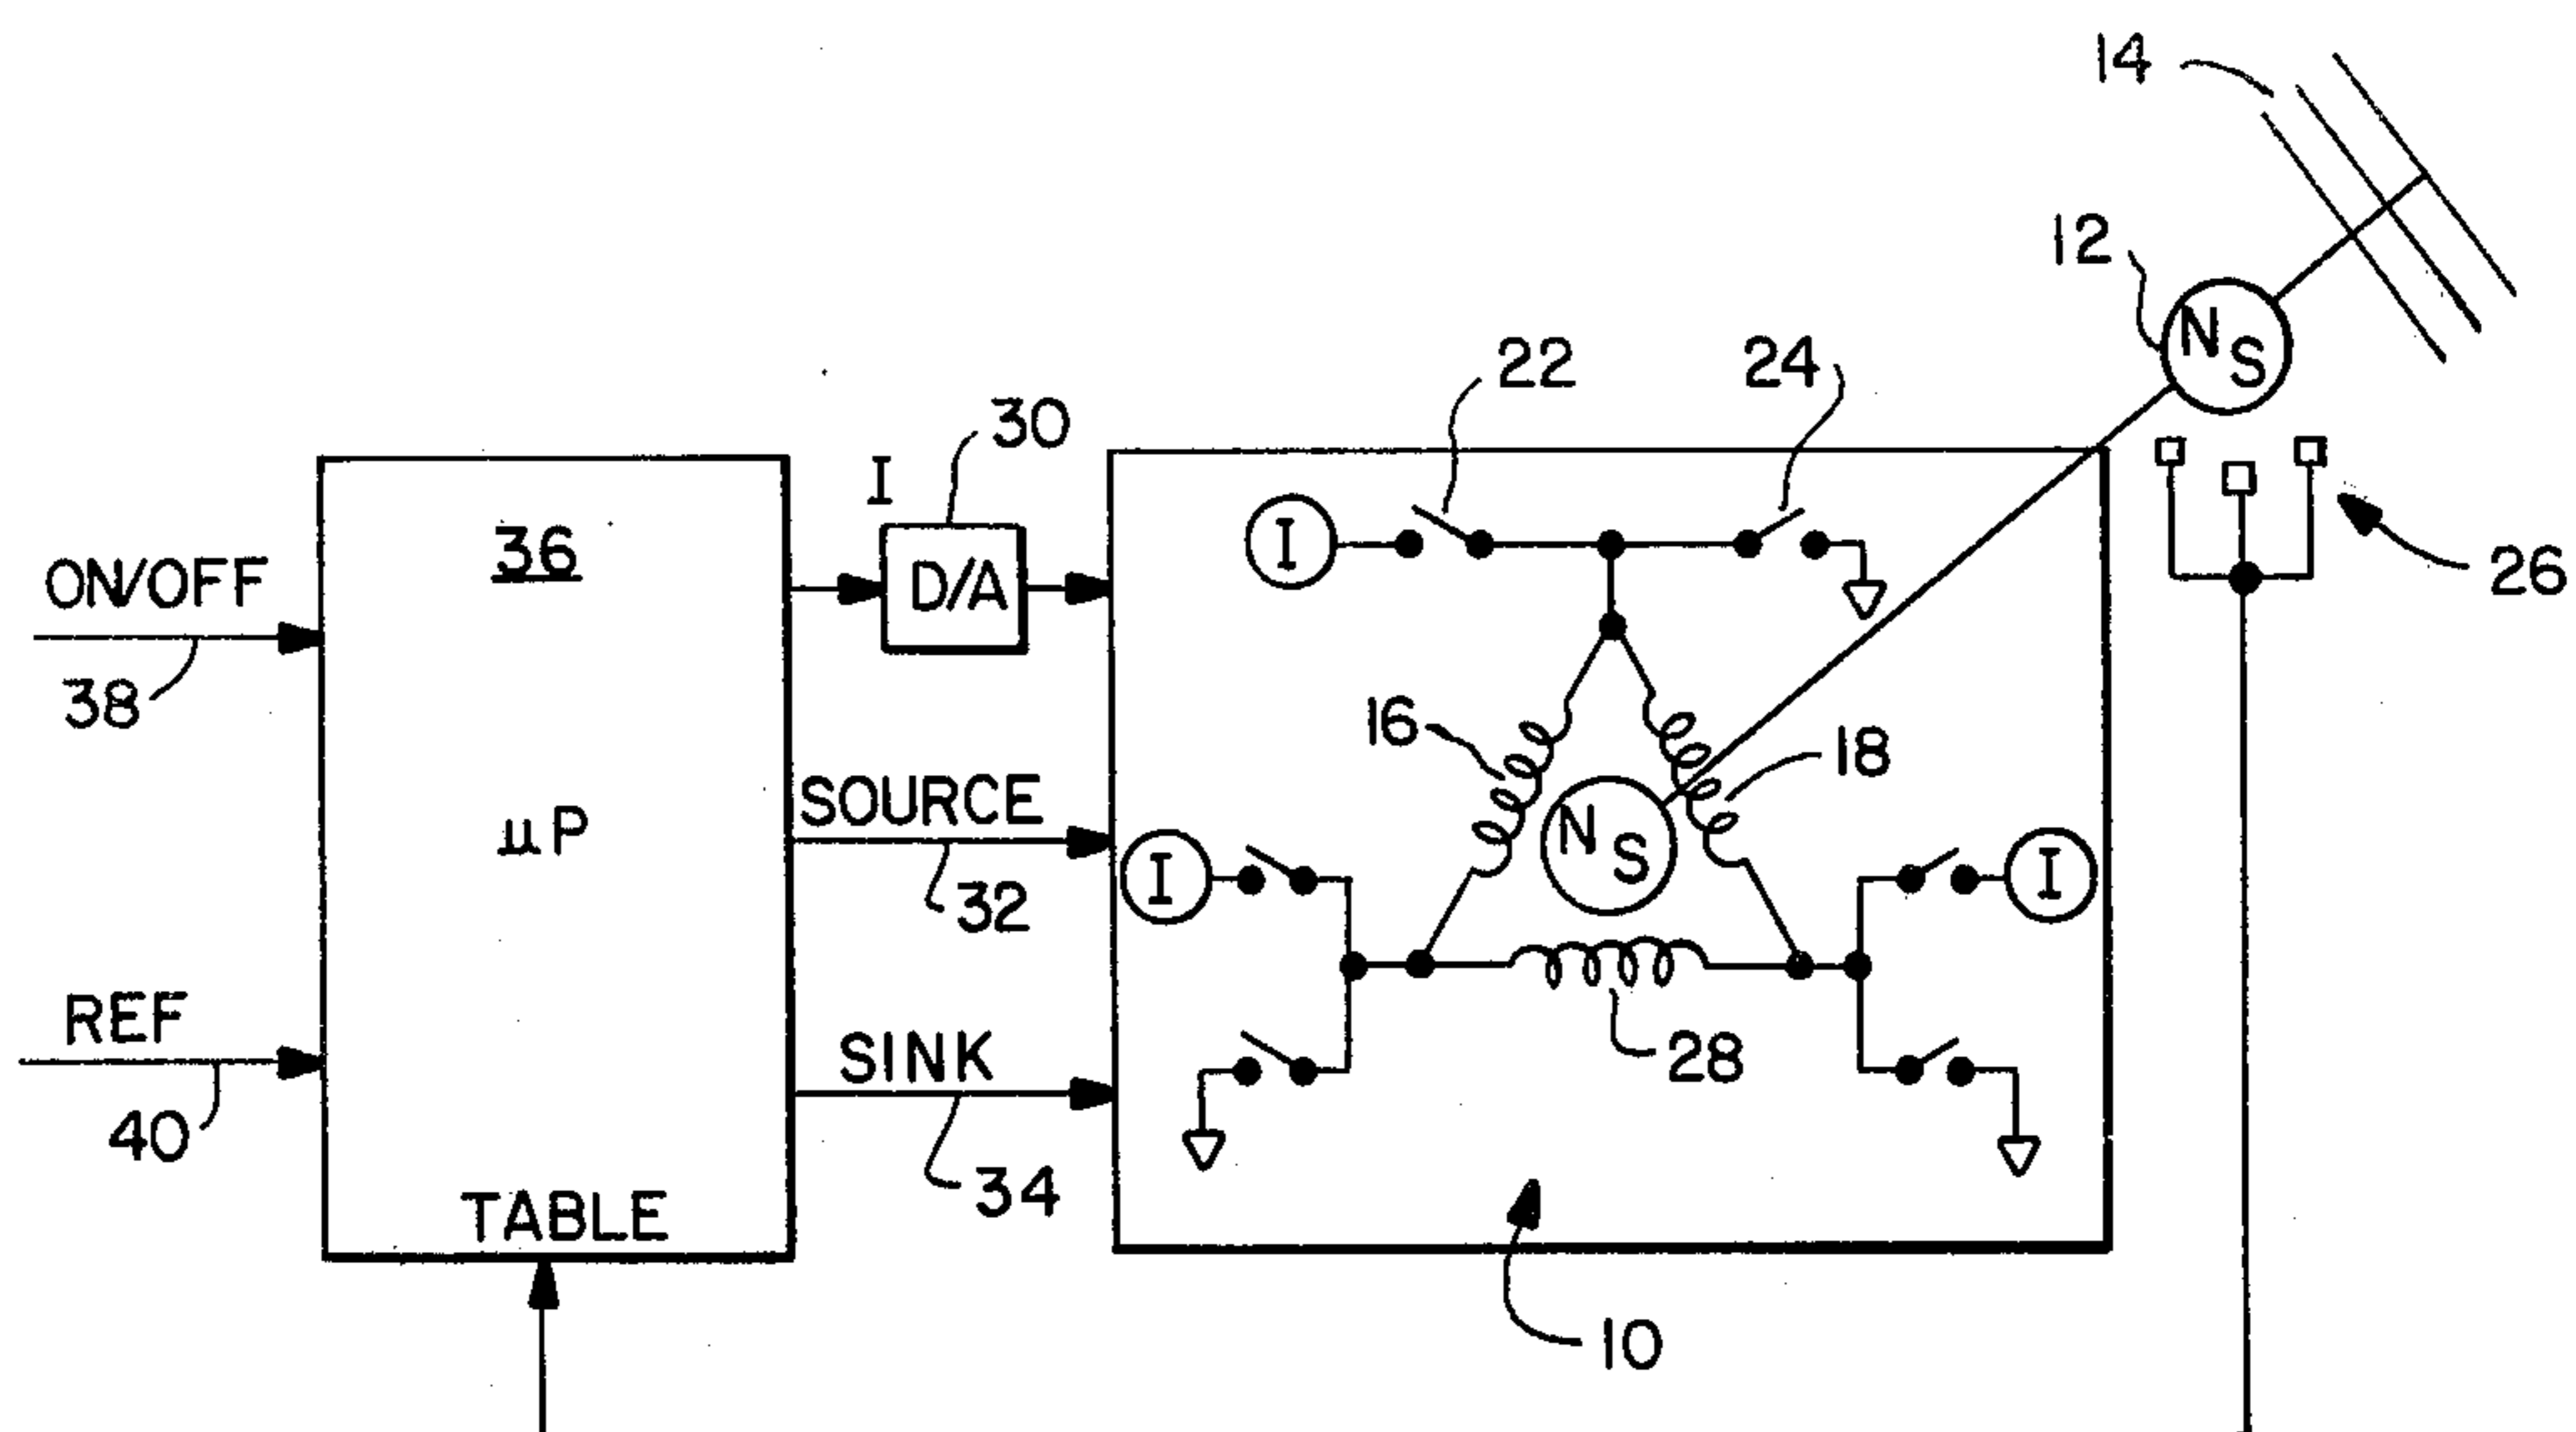 14
12
N
S
22
24
30
I
36
ON/OFF
D/A
I
26
38
16
18
SOURCE
µP
N
S
I
I
32
REF
SINK
28
40
34
TABLE
10